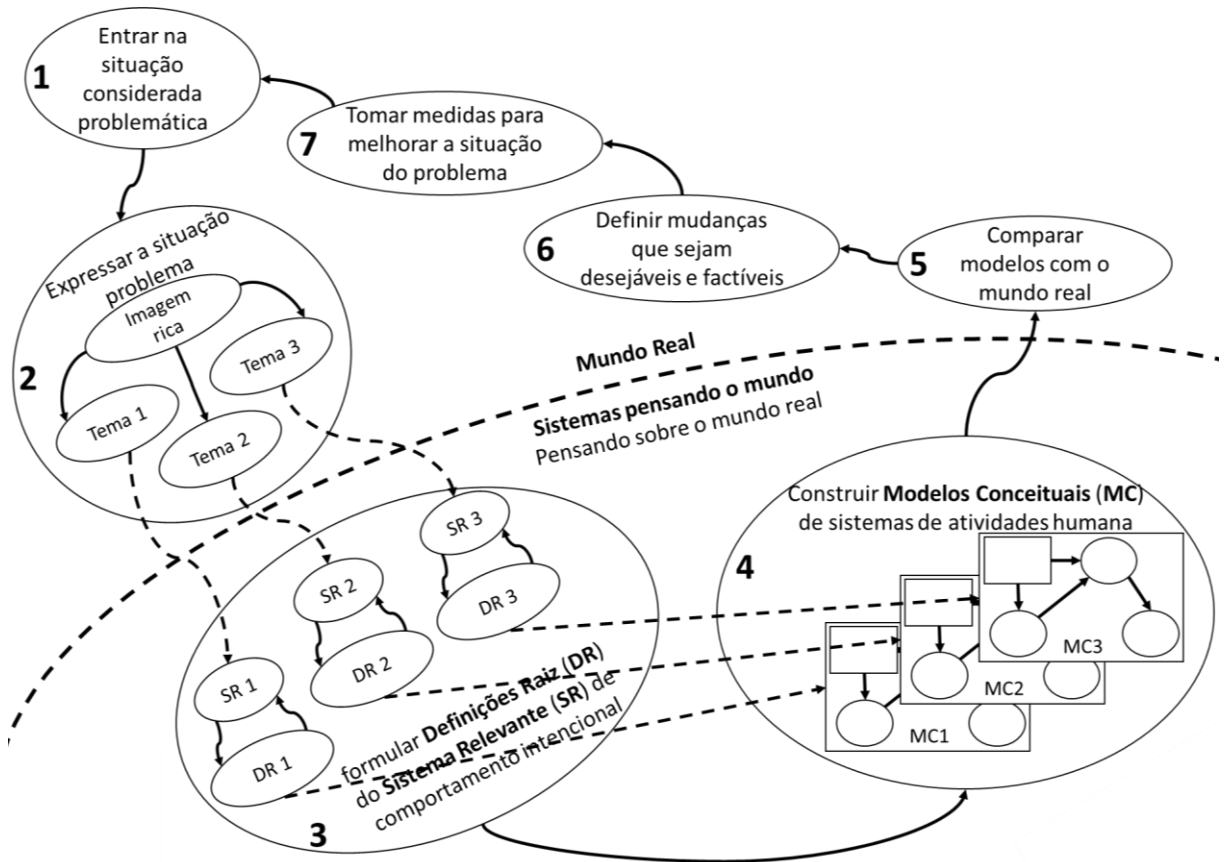 1
Entrar na
situação
considerada
problemática
7
Tomar medidas para
melhorar a situação
do problema
6
Definir mudanças
que sejam
desejáveis e factíveis
5
Comparar
modelos com o
mundo real
2
Expressar a situação
problema
Imagem
rica
Tema 1
Tema 2
Tema 3
Mundo Real
Sistemas pensando o mundo
Pensando sobre o mundo real
3
SR 1
DR 1
SR 2
DR 2
SR 3
DR 3
formular Definições Raiz (DR)
do Sistema Relevante (SR) de
comportamento intencional
4
Construir Modelos Conceituais (MC)
de sistemas de atividades humana
MC1
MC2
MC3